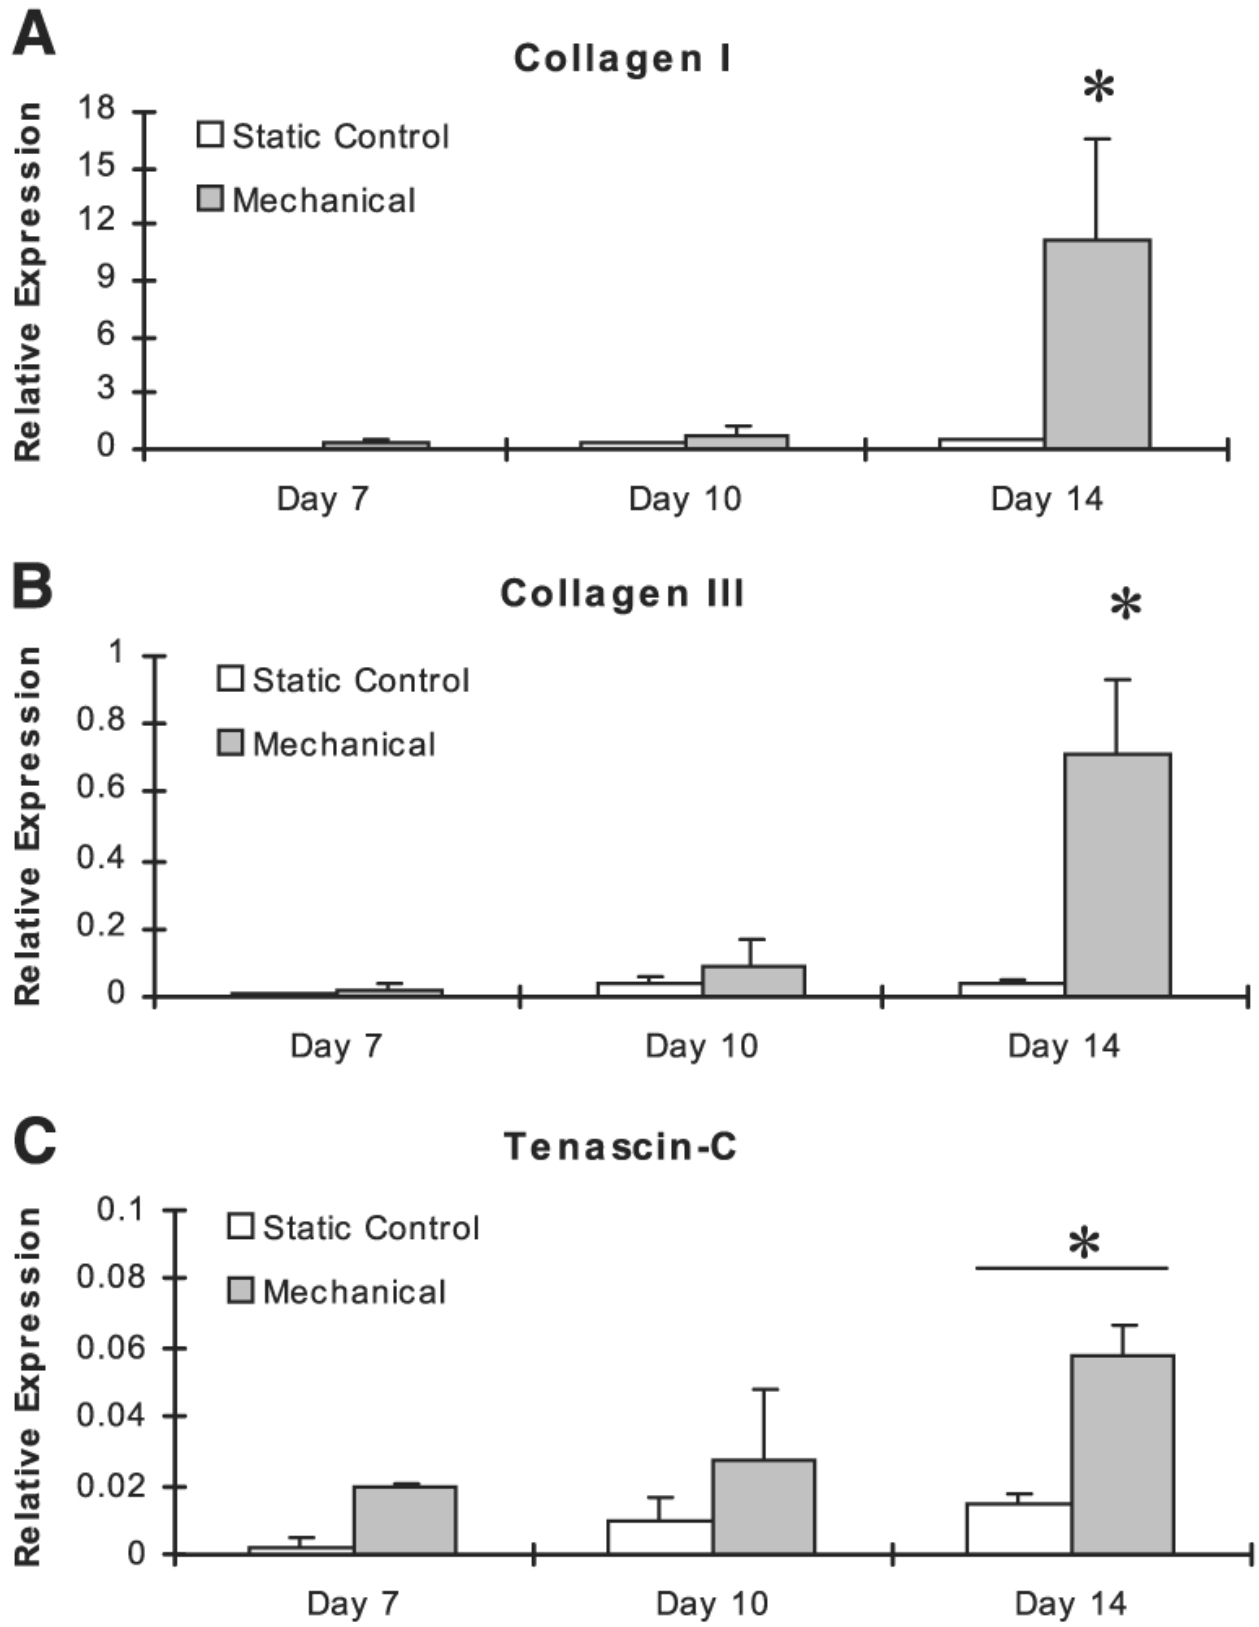 A
Collagen I
Relative Expression
18
15
12
9
6
3
0
Static Control
Mechanical
*
Day 7 Day 10 Day 14
B
Collagen III
Relative Expression
1
0.8
0.6
0.4
0.2
0
Static Control
Mechanical
*
Day 7 Day 10 Day 14
C
Tenascin-C
Relative Expression
0.1
0.08
0.06
0.04
0.02
0
Static Control
Mechanical
*
Day 7 Day 10 Day 14